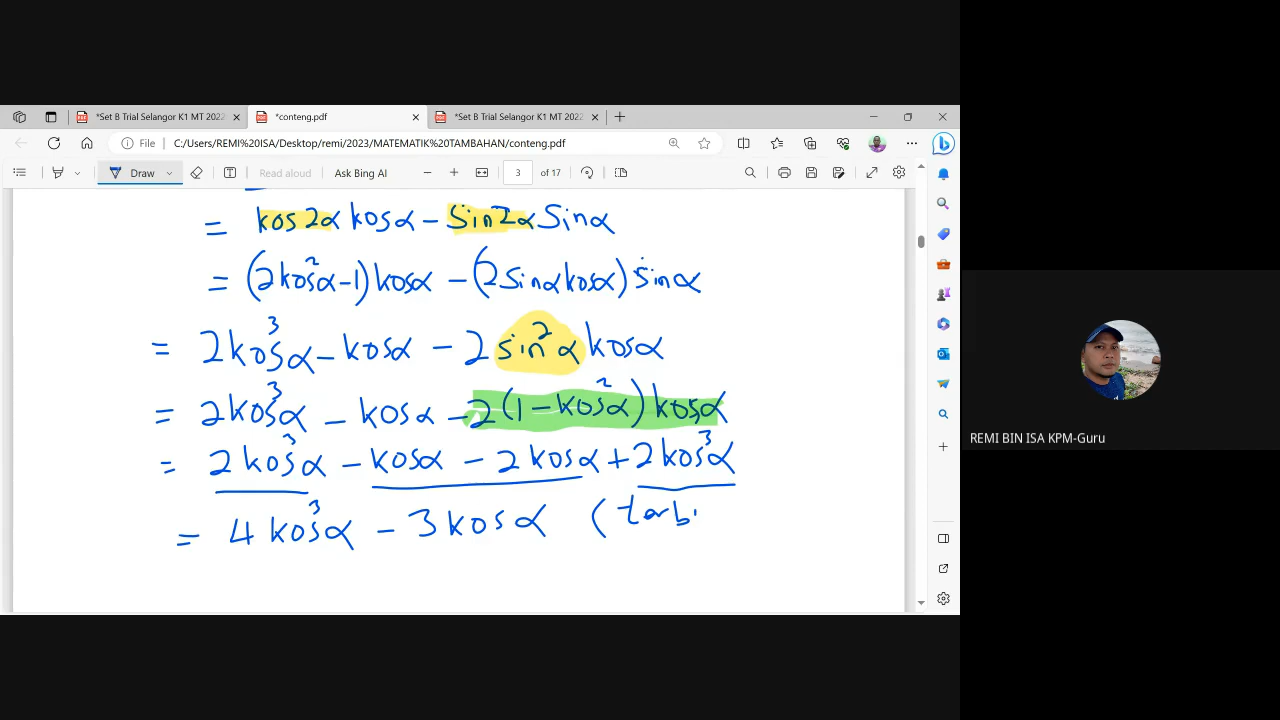 *Set B Trial Selangor K1 MT 2022
*conteng.pdf
*Set B Trial Selangor K1 MT 2022
File C:/Users/REMI%20ISA/Desktop/remi/2023/MATEMATIK%20TAMBAHAN/conteng.pdf
Draw Read aloud Ask Bing AI 3 of 17
= kos2α kosα − Sin2α Sinα
= (2kos²α−1)kosα − (2Sinαkosα) sinα
= 2kos³α − kosα − 2 sin²α kosα
= 2kos³α − kosα − 2(1−kos²α)kosα
= 2kos³α − kosα − 2kosα + 2kos³α
= 4kos³α − 3kosα (tarb
REMI BIN ISA KPM-Guru